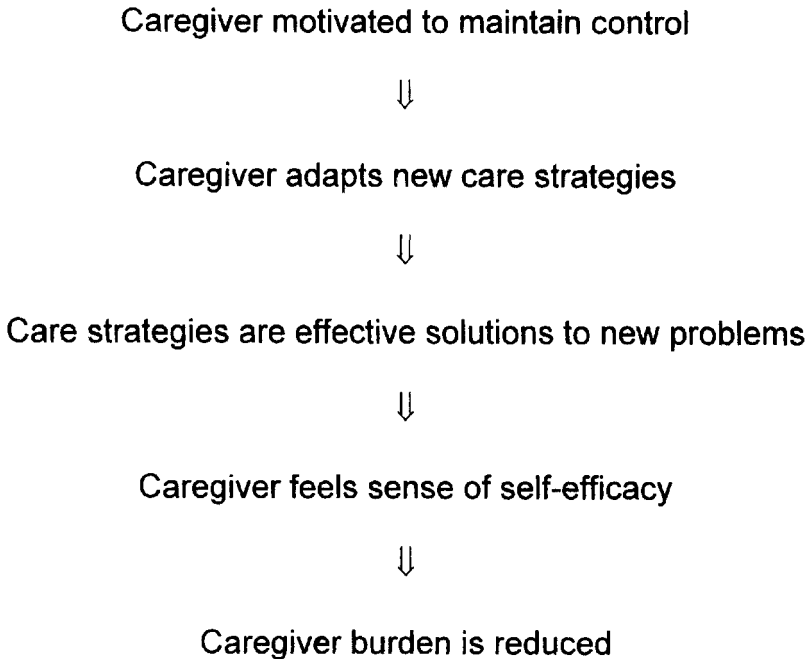 Caregiver motivated to maintain control
⇓
Caregiver adapts new care strategies
⇓
Care strategies are effective solutions to new problems
⇓
Caregiver feels sense of self-efficacy
⇓
Caregiver burden is reduced